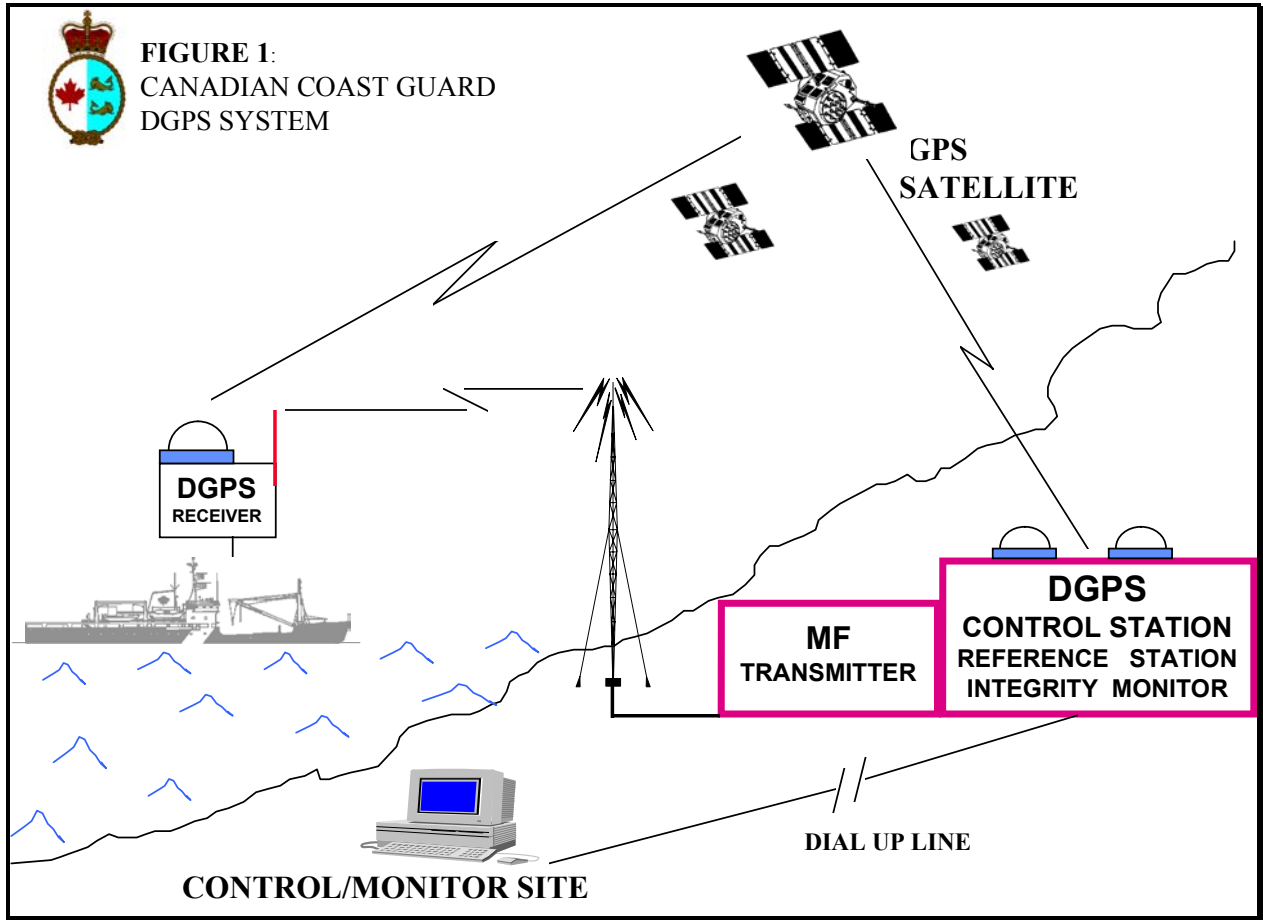 FIGURE 1:
CANADIAN COAST GUARD
DGPS SYSTEM
GPS
SATELLITE
DGPS
RECEIVER
MF
TRANSMITTER
DGPS
CONTROL STATION
REFERENCE STATION
INTEGRITY MONITOR
DIAL UP LINE
CONTROL/MONITOR SITE